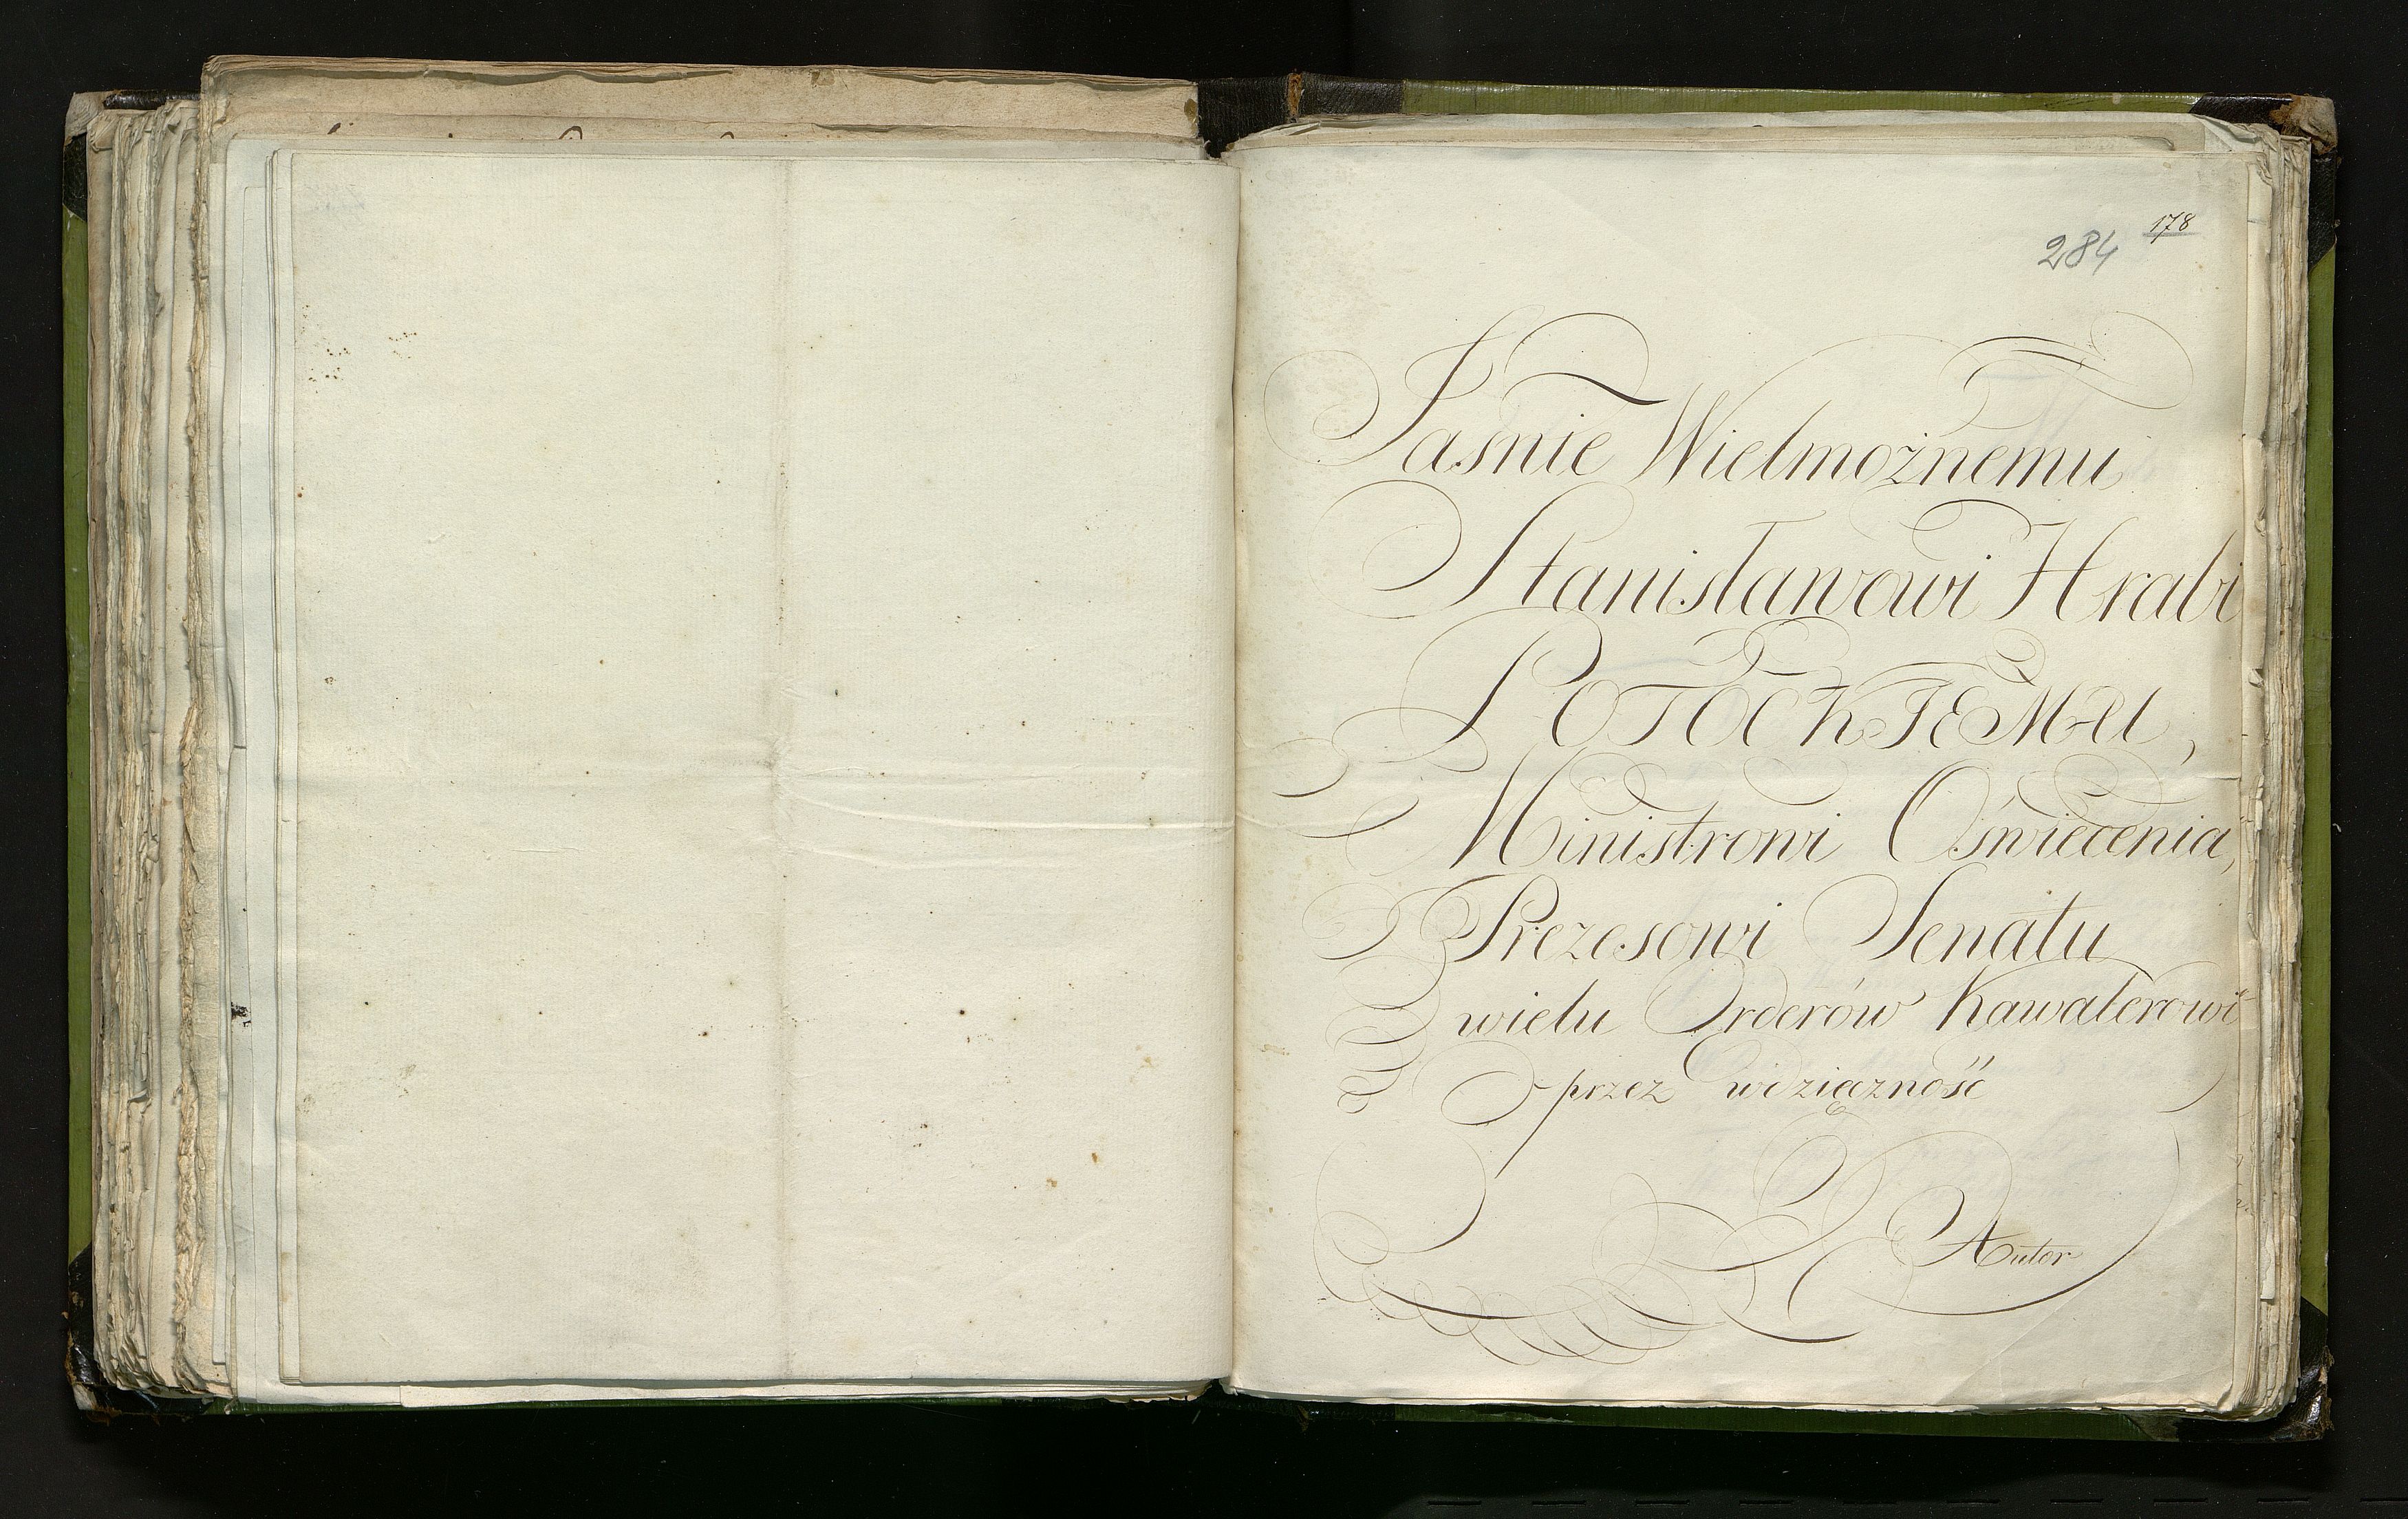 178
284
Jaśnie Wielmożnemu
Stanisławowi Hrabi
POTOCKIEMU,
Ministrowi Oświecenia,
Prezesowi Senatu
wielu Orderów Kawalerowi
przez wdzięczność
Autor